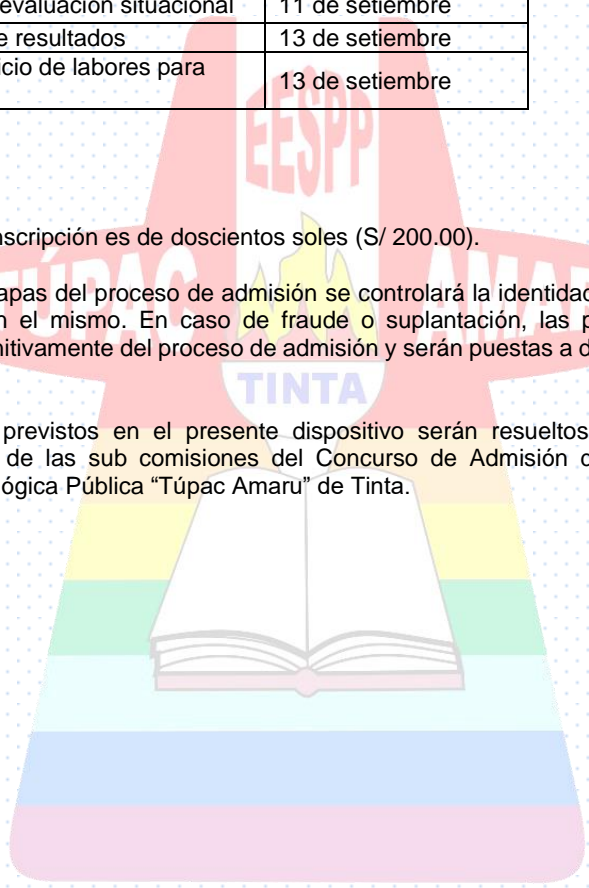 evaluación situacional 11 de setiembre
e resultados 13 de setiembre
icio de labores para
13 de setiembre
EESPP
nscripción es de doscientos soles (S/ 200.00).
TÚPAC AMARU
apas del proceso de admisión se controlará la identidad
n el mismo. En caso de fraude o suplantación, las p
nitivamente del proceso de admisión y serán puestas a d
TINTA
previstos en el presente dispositivo serán resueltos
de las sub comisiones del Concurso de Admisión d
ógica Pública “Túpac Amaru” de Tinta.